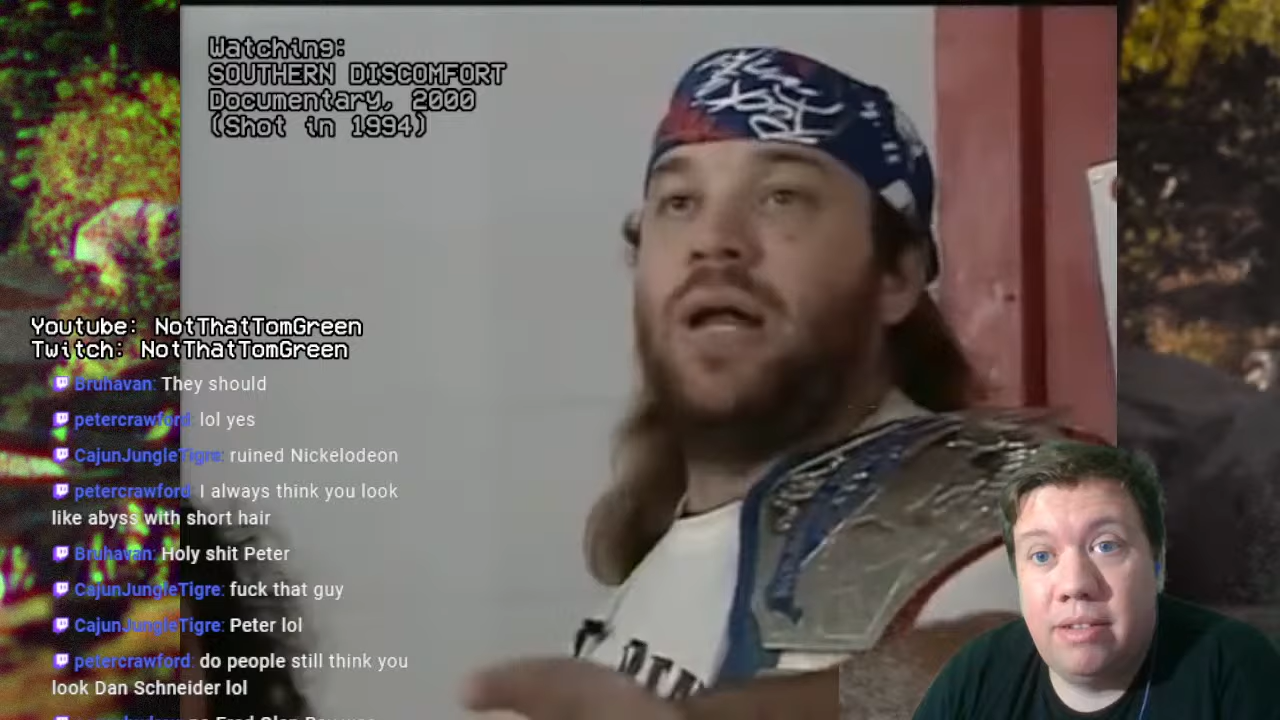 Watching:
SOUTHERN DISCOMFORT
Documentary, 2000
(Shot in 1994)
Youtube: NotThatTomGreen
Twitch: NotThatTomGreen
Bruhavan: They should
petercrawford: lol yes
CajunJungleTigre: ruined Nickelodeon
petercrawford: I always think you look
like abyss with short hair
Bruhavan: Holy shit Peter
CajunJungleTigre: fuck that guy
CajunJungleTigre: Peter lol
petercrawford: do people still think you
look Dan Schneider lol